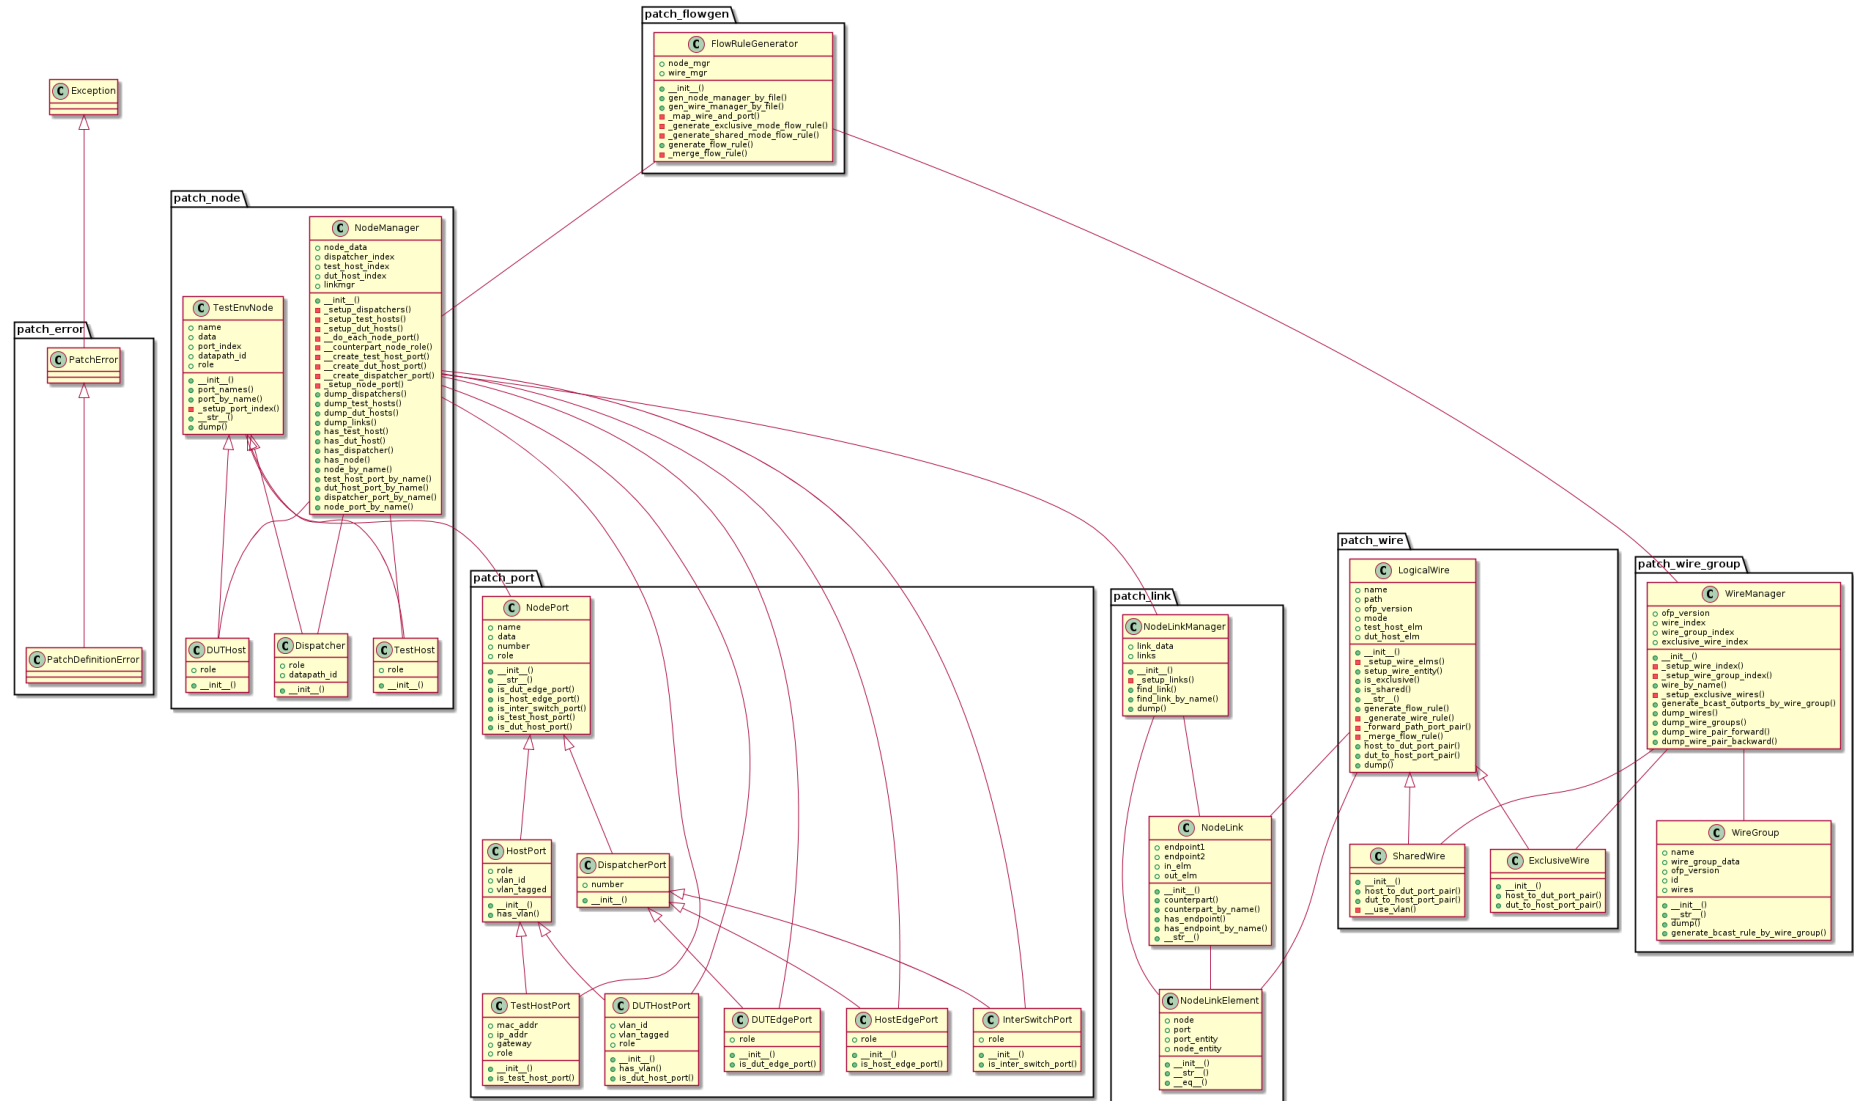 patch_flowgen
C FlowRuleGenerator
node_mgr
wire_mgr
__init__()
gen_node_manager_by_file()
gen_wire_manager_by_file()
_map_wire_and_port()
_generate_exclusive_mode_flow_rule()
_generate_shared_mode_flow_rule()
generate_flow_rule()
_merge_flow_rule()
C Exception
patch_error
C PatchError
C PatchDefinitionError
patch_node
C NodeManager
node_data
dispatcher_index
test_host_index
dut_host_index
linkmgr
__init__()
_setup_dispatchers()
_setup_test_hosts()
_setup_dut_hosts()
__do_each_node_port()
__counterpart_node_role()
__create_test_host_port()
__create_dut_host_port()
__create_dispatcher_port()
_setup_node_port()
dump_dispatchers()
dump_test_hosts()
dump_dut_hosts()
dump_links()
has_test_host()
has_dut_host()
has_dispatcher()
has_node()
node_by_name()
test_host_port_by_name()
dut_host_port_by_name()
dispatcher_port_by_name()
node_port_by_name()
C TestEnvNode
name
data
port_index
datapath_id
role
__init__()
port_names()
port_by_name()
_setup_port_index()
__str__()
dump()
C DUTHost
role
__init__()
C Dispatcher
role
datapath_id
__init__()
C TestHost
role
__init__()
patch_port
C NodePort
name
data
number
role
__init__()
__str__()
is_dut_edge_port()
is_host_edge_port()
is_inter_switch_port()
is_test_host_port()
is_dut_host_port()
C HostPort
role
vlan_id
vlan_tagged
__init__()
has_vlan()
C DispatcherPort
number
__init__()
C TestHostPort
mac_addr
ip_addr
gateway
role
__init__()
is_test_host_port()
C DUTHostPort
vlan_id
vlan_tagged
role
__init__()
has_vlan()
is_dut_host_port()
C DUTEdgePort
role
__init__()
is_dut_edge_port()
C HostEdgePort
role
__init__()
is_host_edge_port()
C InterSwitchPort
role
__init__()
is_inter_switch_port()
patch_link
C NodeLinkManager
link_data
links
__init__()
_setup_links()
find_link()
find_link_by_name()
dump()
C NodeLink
endpoint1
endpoint2
in_elm
out_elm
__init__()
counterpart()
counterpart_by_name()
has_endpoint()
has_endpoint_by_name()
__str__()
C NodeLinkElement
node
port
port_entity
node_entity
__init__()
__str__()
__eq__()
patch_wire
C LogicalWire
name
path
ofp_version
mode
test_host_elm
dut_host_elm
__init__()
_setup_wire_elms()
setup_wire_entity()
is_exclusive()
is_shared()
__str__()
generate_flow_rule()
_generate_wire_rule()
_forward_path_port_pair()
_merge_flow_rule()
host_to_dut_port_pair()
dut_to_host_port_pair()
dump()
C SharedWire
__init__()
host_to_dut_port_pair()
dut_to_host_port_pair()
__use_vlan()
C ExclusiveWire
__init__()
host_to_dut_port_pair()
dut_to_host_port_pair()
patch_wire_group
C WireManager
ofp_version
wire_index
wire_group_index
exclusive_wire_index
__init__()
_setup_wire_index()
_setup_wire_group_index()
wire_by_name()
_setup_exclusive_wires()
generate_bcast_outports_by_wire_group()
dump_wires()
dump_wire_groups()
dump_wire_pair_forward()
dump_wire_pair_backward()
C WireGroup
name
wire_group_data
ofp_version
id
wires
__init__()
__str__()
dump()
generate_bcast_rule_by_wire_group()